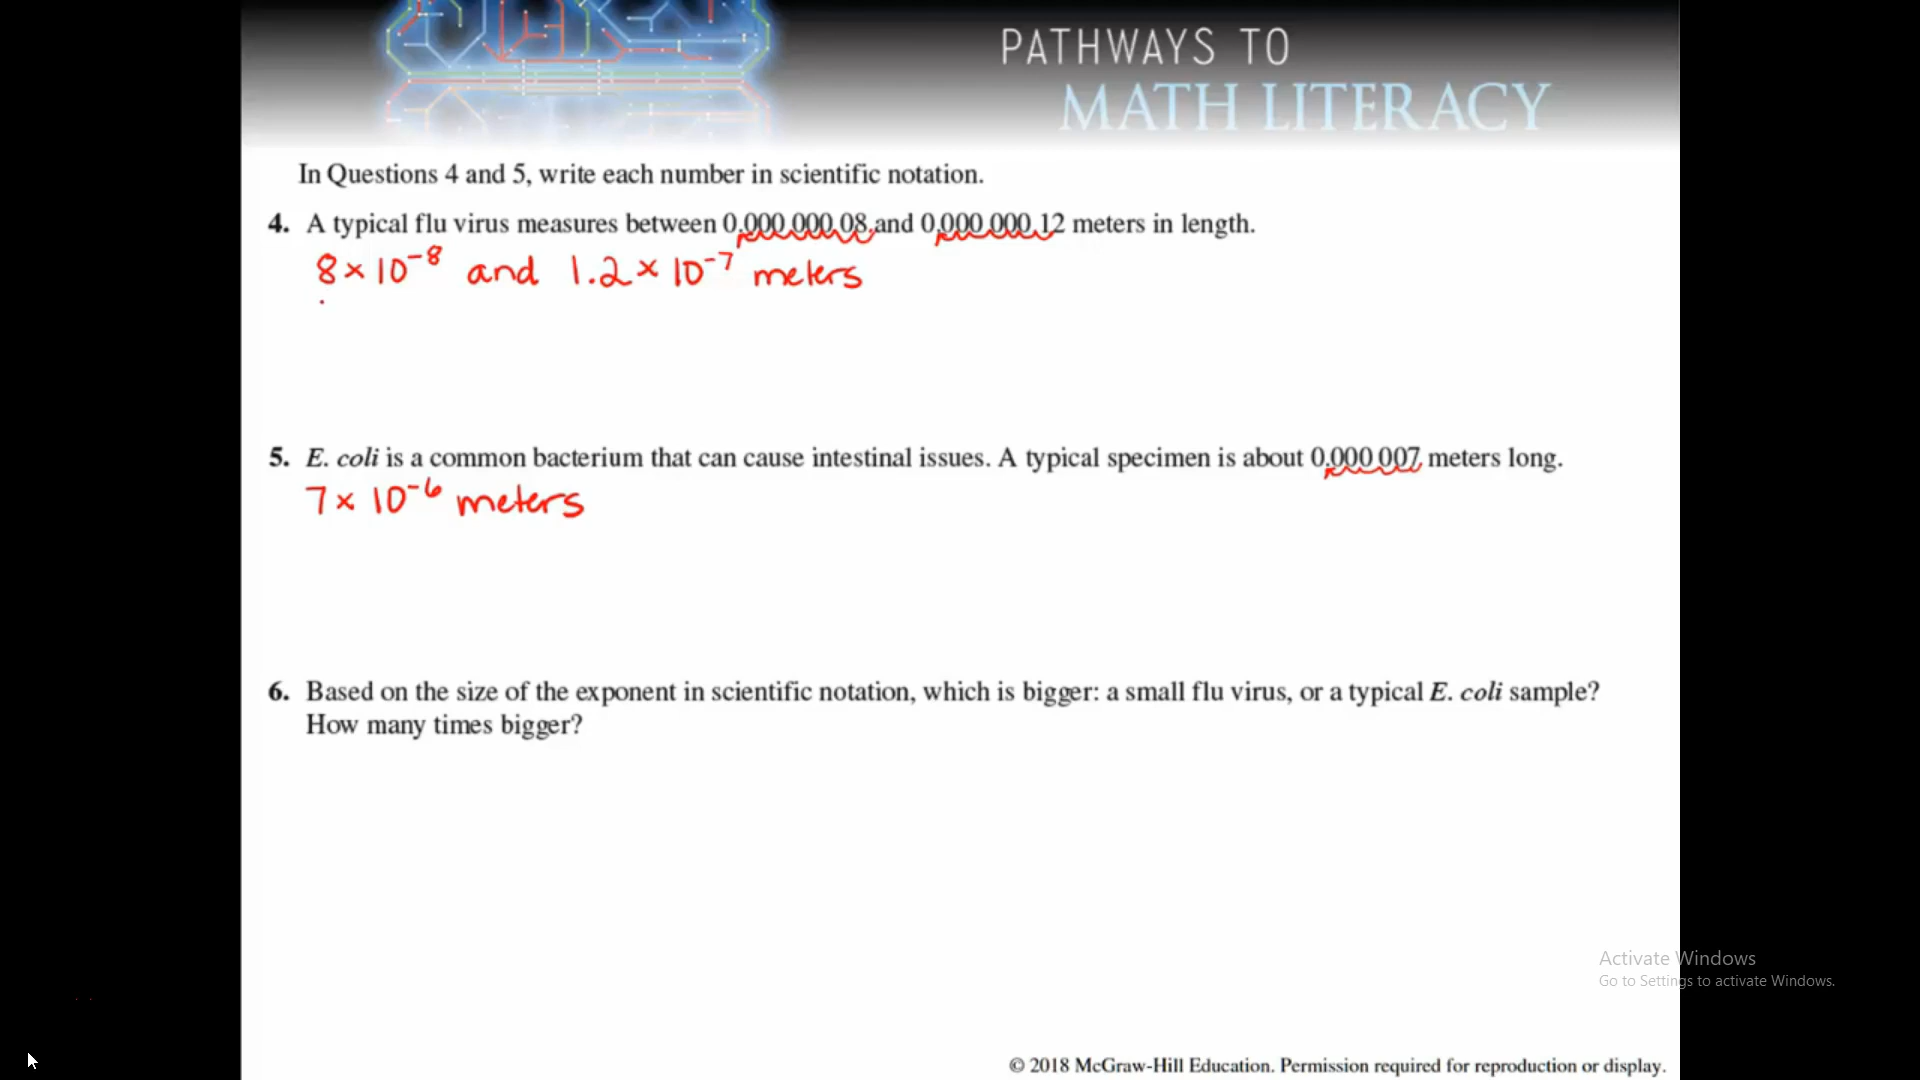 PATHWAYS TO
MATH LITERACY
In Questions 4 and 5, write each number in scientific notation.
4. A typical flu virus measures between 0.000 000 08 and 0.000 000 12 meters in length.
8 × 10⁻⁸ and 1.2 × 10⁻⁷ meters
5. E. coli is a common bacterium that can cause intestinal issues. A typical specimen is about 0.000 007 meters long.
7 × 10⁻⁶ meters
6. Based on the size of the exponent in scientific notation, which is bigger: a small flu virus, or a typical E. coli sample?
How many times bigger?
Activate Windows
Go to Settings to activate Windows.
© 2018 McGraw-Hill Education. Permission required for reproduction or display.